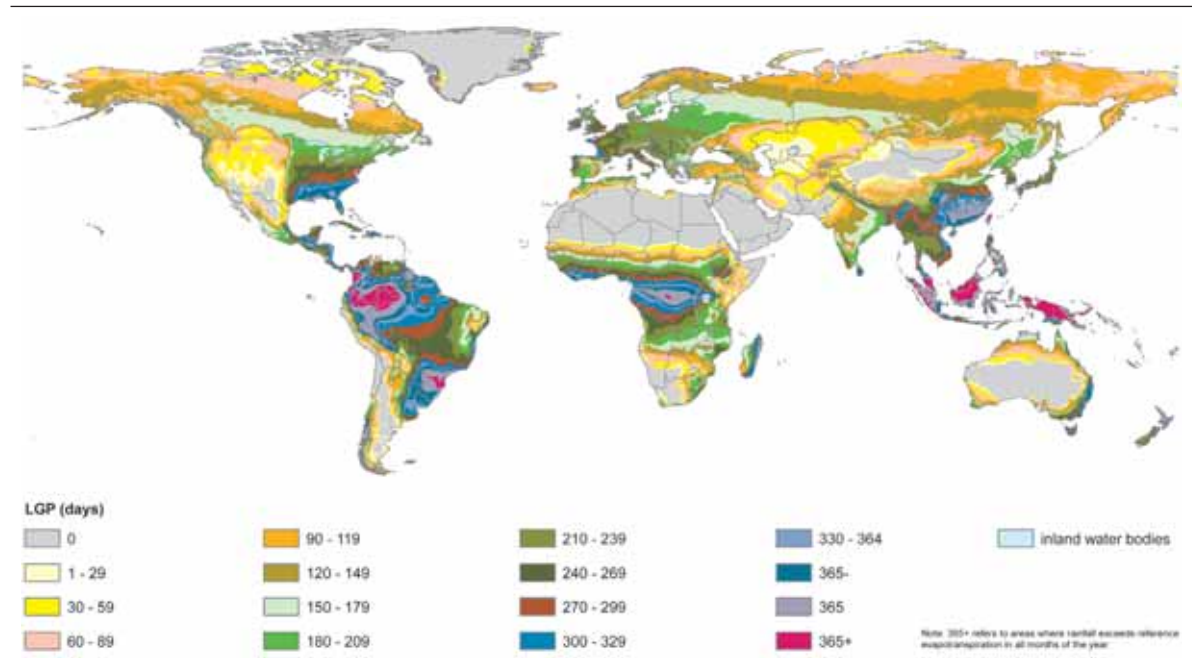 LGP (days)
0
1 - 29
30 - 59
60 - 89
90 - 119
120 - 149
150 - 179
180 - 209
210 - 239
240 - 269
270 - 299
300 - 329
330 - 364
365-
365
365+
inland water bodies
Note: 365+ refers to areas where rainfall exceeds reference
evapotranspiration in all months of the year.